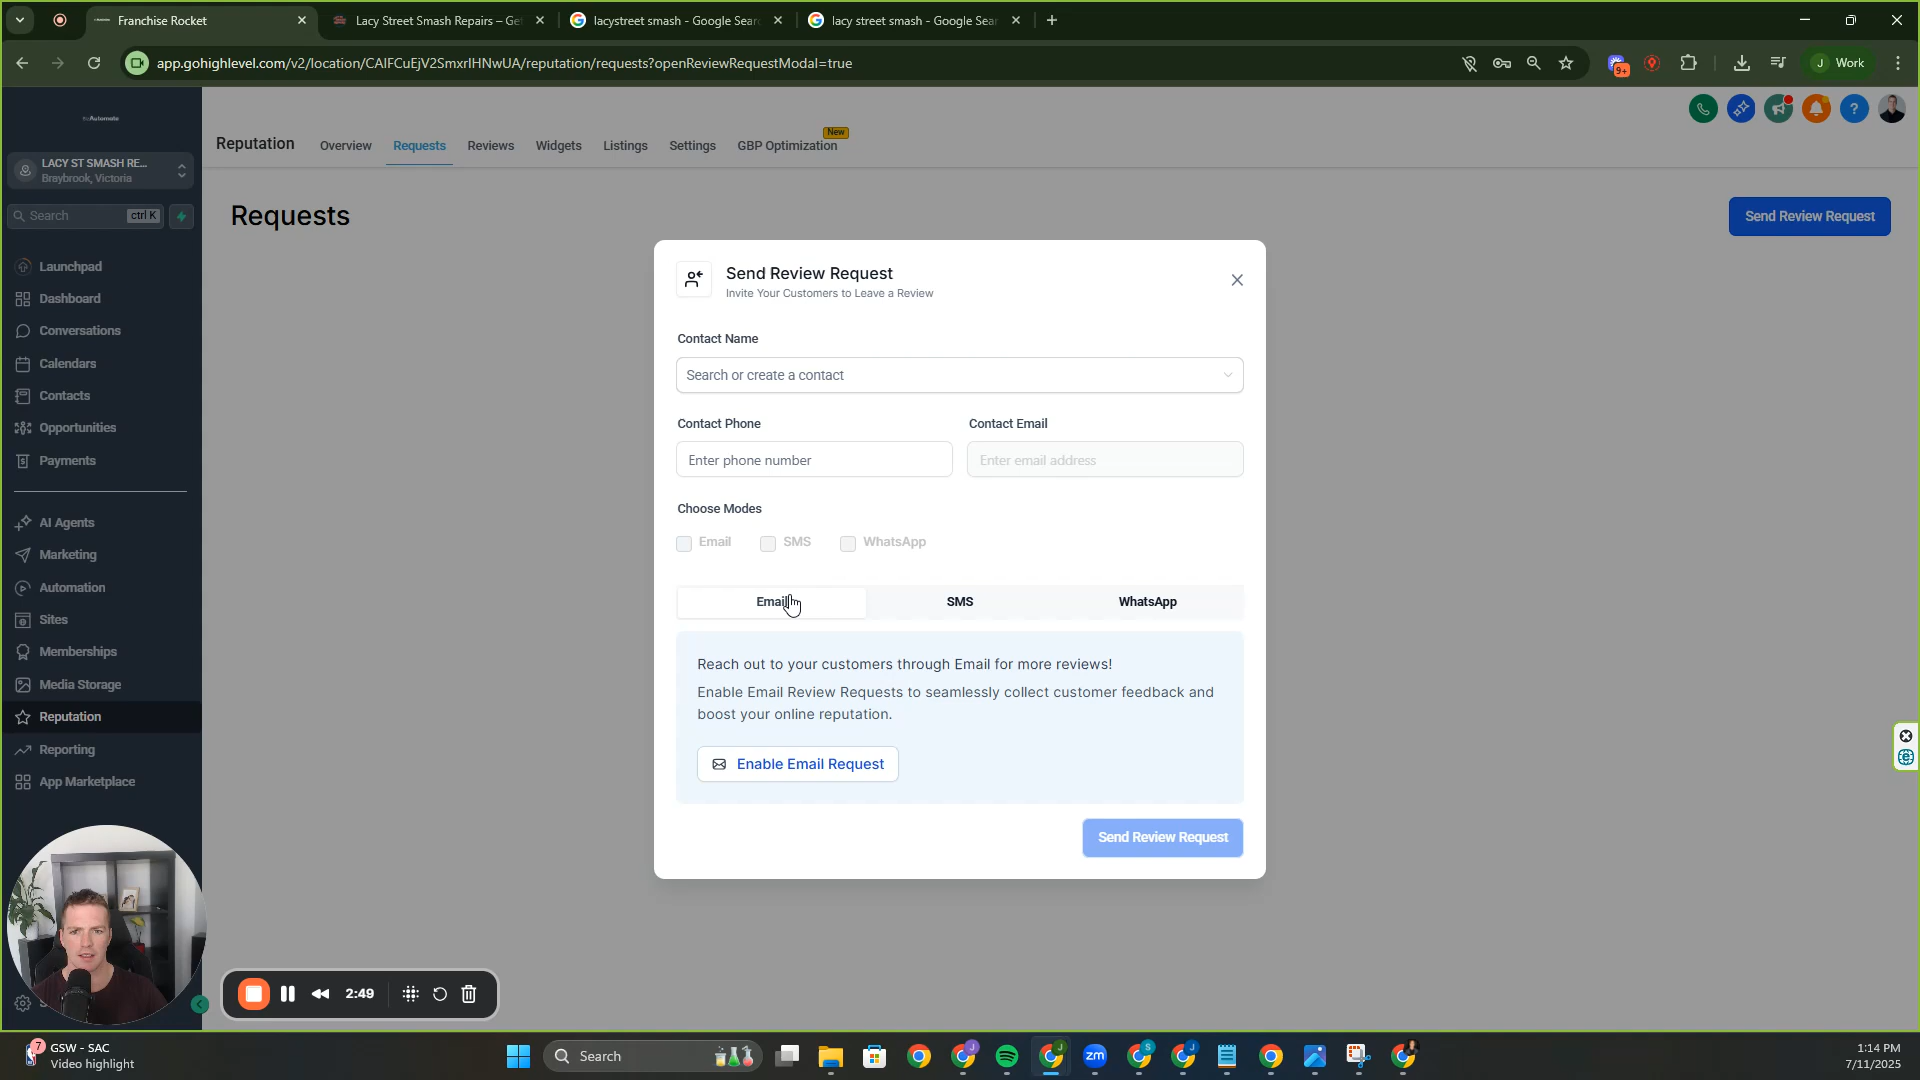 Franchise Rocket
Lacy Street Smash Repairs – Ge
lacystreet smash - Google Sear
lacy street smash - Google Sear
app.gohighlevel.com/v2/location/CAIFCuEjV2SmxrIHNwUA/reputation/requests?openReviewRequestModal=true
9+
J
Work
LACY ST SMASH RE...
Braybrook, Victoria
Search
ctrl K
Launchpad
Dashboard
Conversations
Calendars
Contacts
Opportunities
Payments
AI Agents
Marketing
Automation
Sites
Memberships
Media Storage
Reputation
Reporting
App Marketplace
Reputation
Overview
Requests
Reviews
Widgets
Listings
Settings
GBP Optimization
New
Requests
Send Review Request
Send Review Request
Invite Your Customers to Leave a Review
Contact Name
Search or create a contact
Contact Phone
Contact Email
Enter phone number
Enter email address
Choose Modes
Email
SMS
WhatsApp
Email
SMS
WhatsApp
Reach out to your customers through Email for more reviews!
Enable Email Review Requests to seamlessly collect customer feedback and
boost your online reputation.
Enable Email Request
Send Review Request
2:49
7
GSW - SAC
Video highlight
Search
zm
1:14 PM
7/11/2025